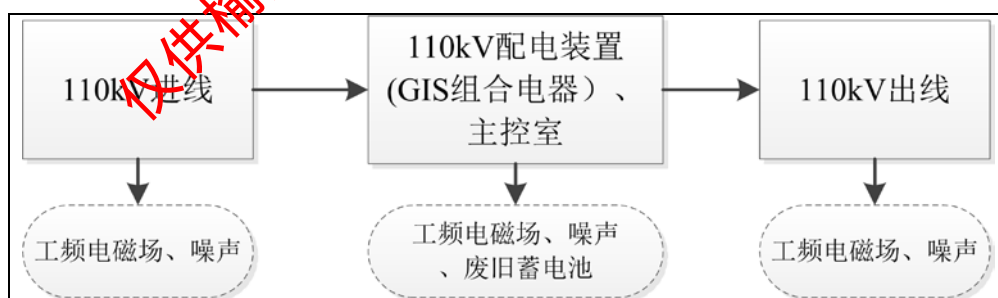 仅供榆
110kV进线
110kV配电装置
(GIS组合电器）、
主控室
110kV出线
工频电磁场、噪声
工频电磁场、噪声
、废旧蓄电池
工频电磁场、噪声